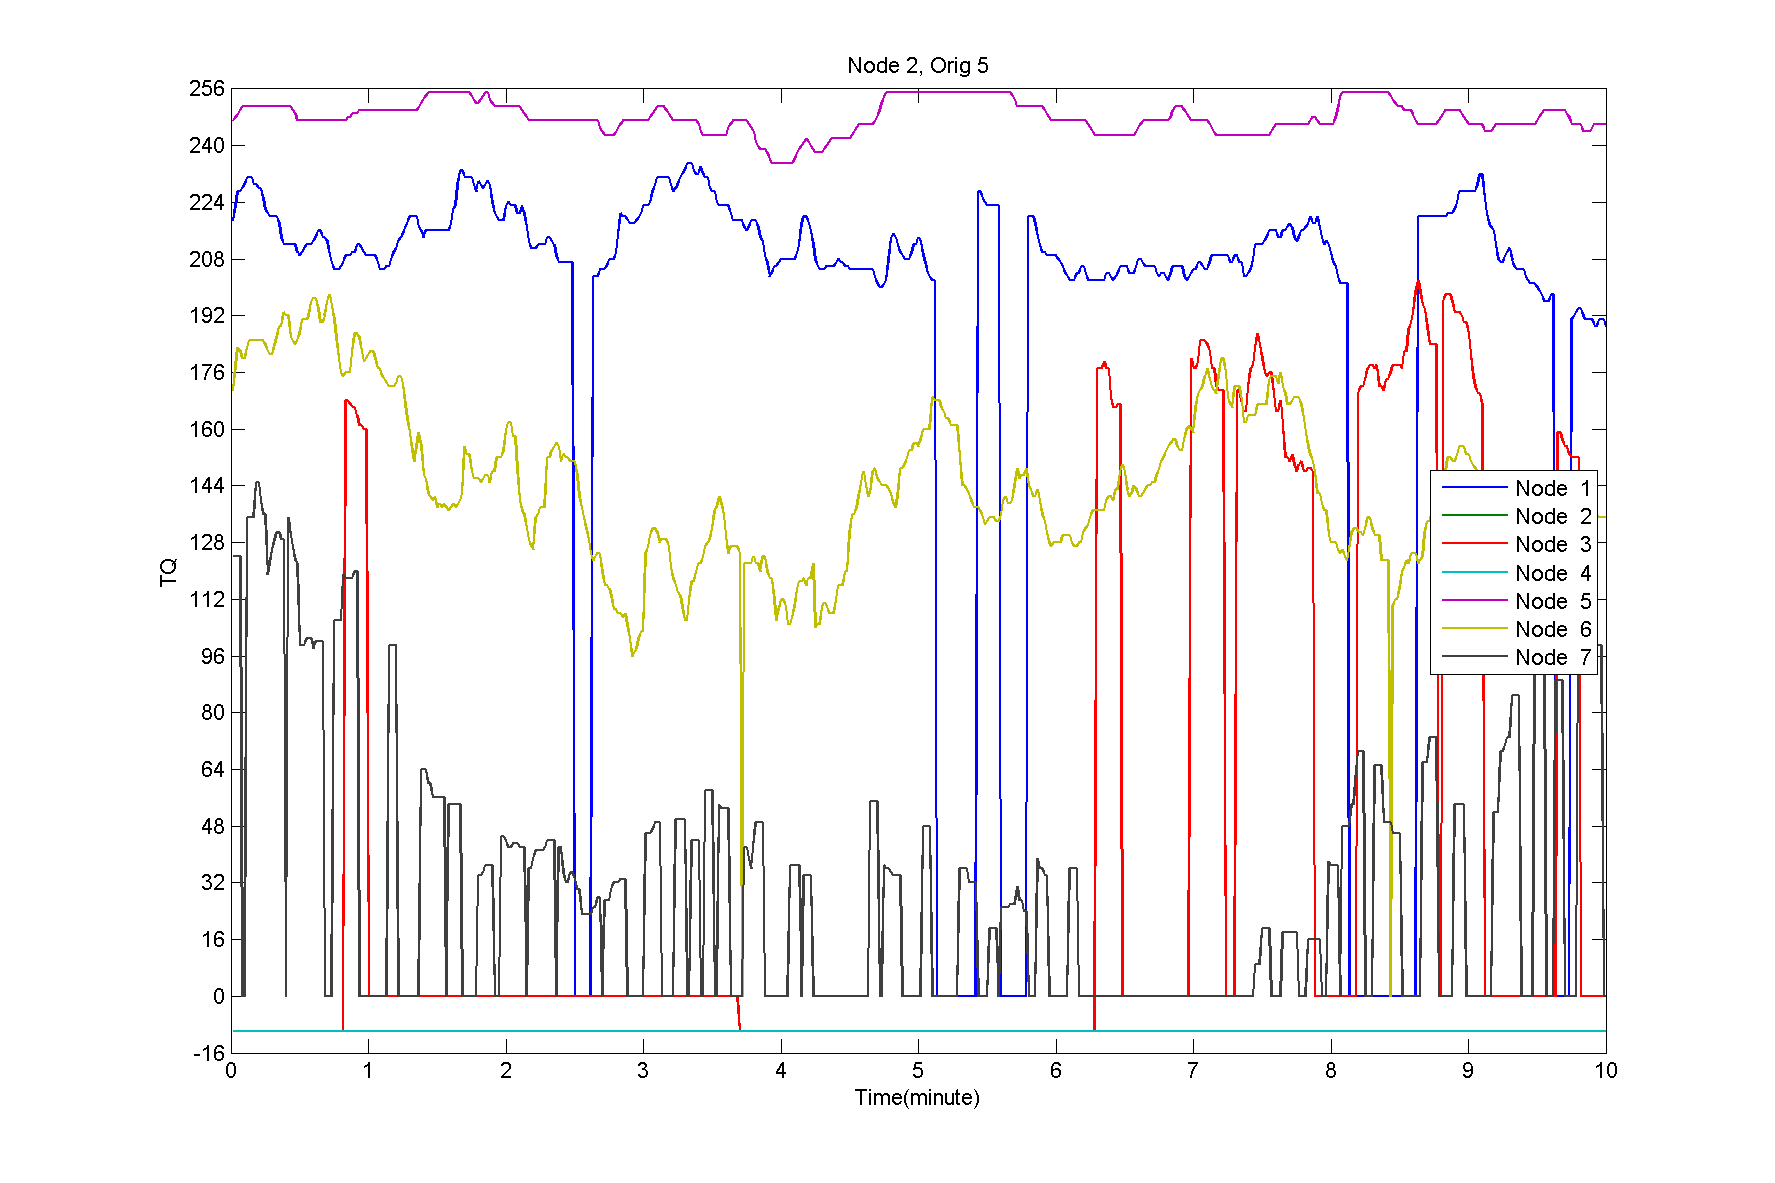 Node 2, Orig 5
256
240
224
208
192
176
160
144
128
112
96
80
64
48
32
16
0
-16
TQ
Node 1
Node 2
Node 3
Node 4
Node 5
Node 6
Node 7
0 1 2 3 4 5 6 7 8 9 10
Time(minute)